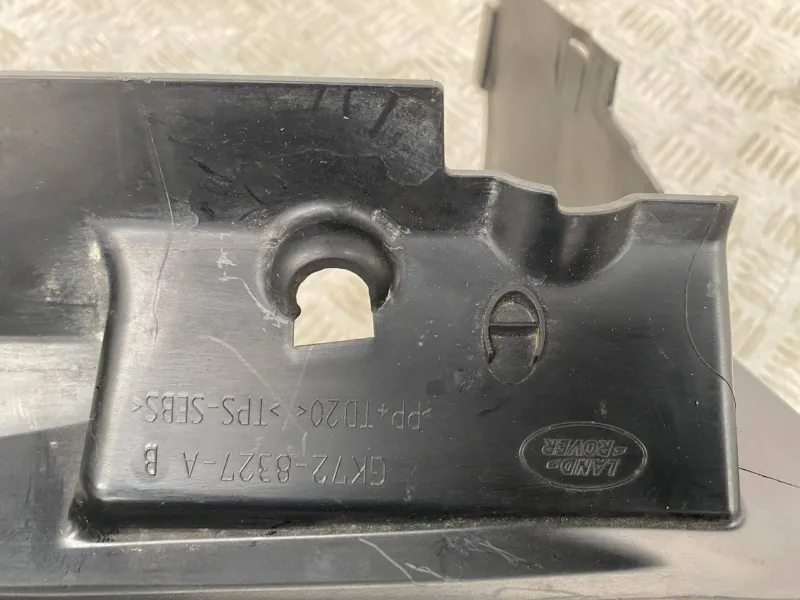 LAND-
-ROVER
GK72-8327-A B
>PP+TD20< >TPS-SEBS<